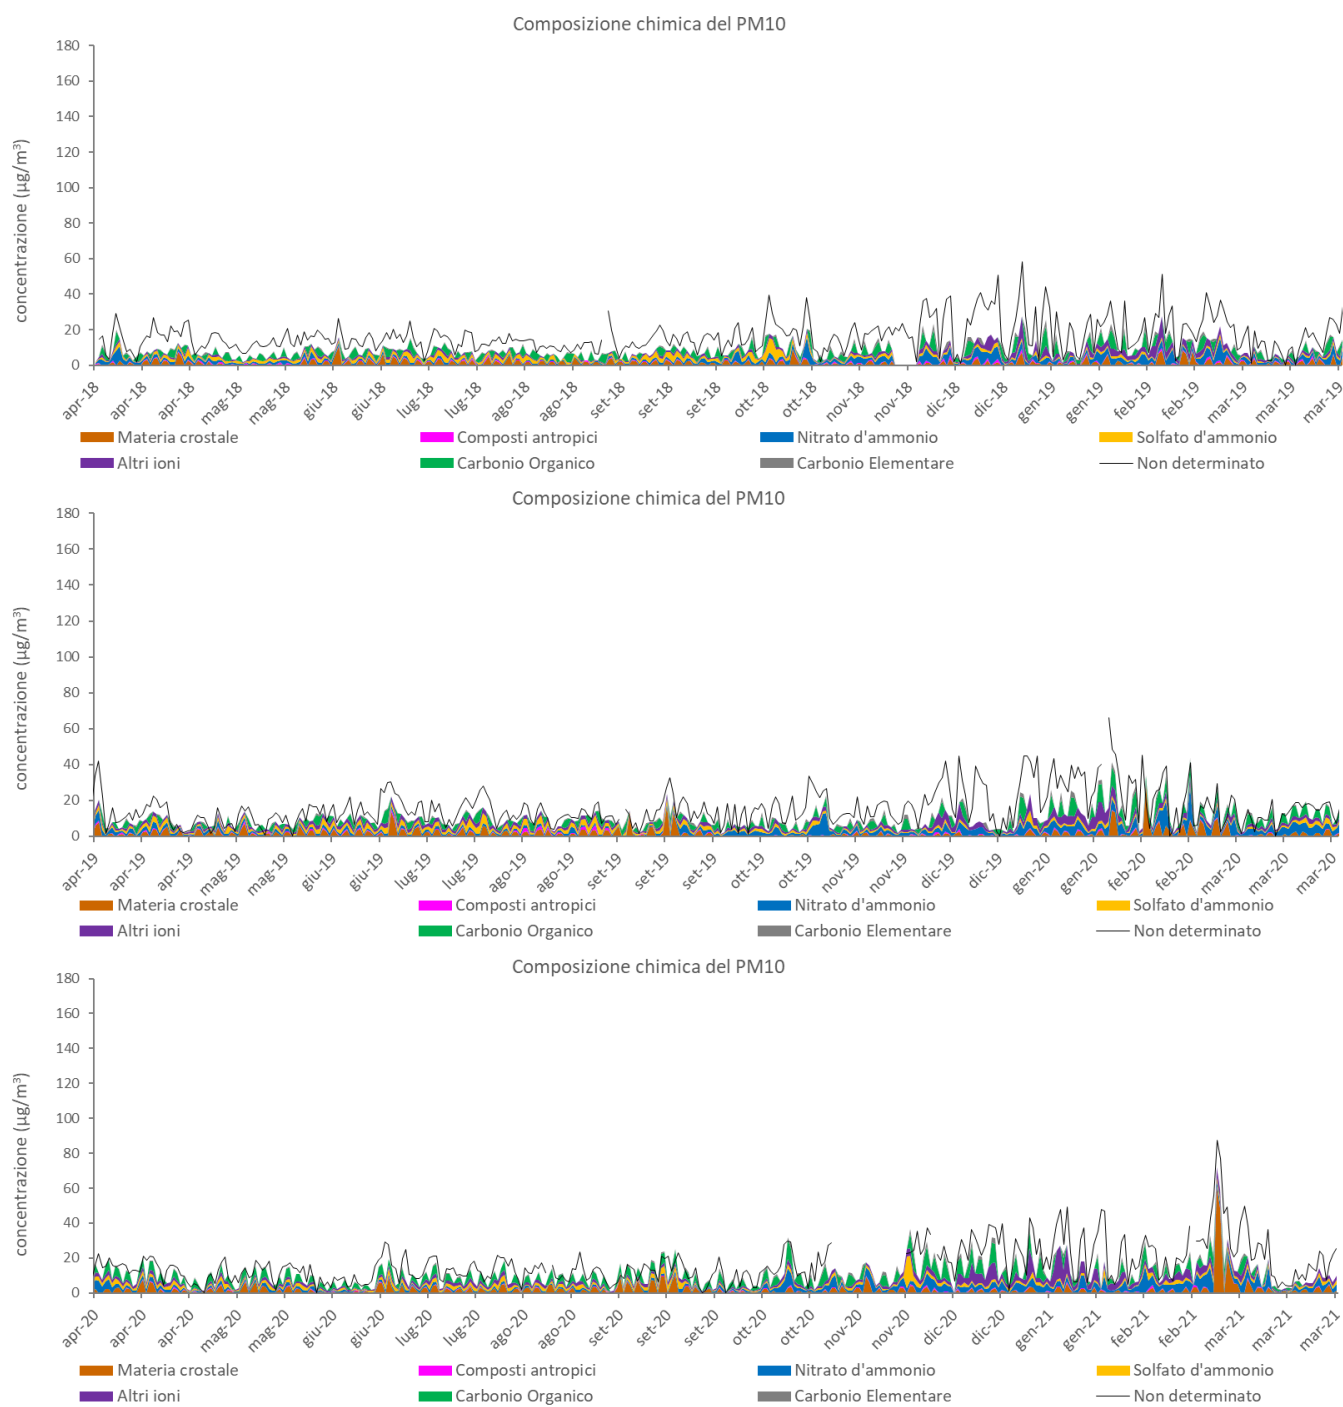 Composizione chimica del PM10
concentrazione (µg/m³)
180
160
140
120
100
80
60
40
20
0
apr-18 apr-18 apr-18 mag-18 mag-18 giu-18 giu-18 lug-18 lug-18 ago-18 ago-18 set-18 set-18 set-18 ott-18 ott-18 nov-18 nov-18 dic-18 dic-18 gen-19 gen-19 feb-19 feb-19 mar-19 mar-19 mar-19
Materia crostale Composti antropici Nitrato d'ammonio Solfato d'ammonio
Altri ioni Carbonio Organico Carbonio Elementare Non determinato
Composizione chimica del PM10
concentrazione (µg/m³)
180
160
140
120
100
80
60
40
20
0
apr-19 apr-19 apr-19 mag-19 mag-19 giu-19 giu-19 lug-19 lug-19 ago-19 ago-19 set-19 set-19 set-19 ott-19 ott-19 nov-19 nov-19 dic-19 dic-19 gen-20 gen-20 feb-20 feb-20 mar-20 mar-20 mar-20
Materia crostale Composti antropici Nitrato d'ammonio Solfato d'ammonio
Altri ioni Carbonio Organico Carbonio Elementare Non determinato
Composizione chimica del PM10
concentrazione (µg/m³)
180
160
140
120
100
80
60
40
20
0
apr-20 apr-20 apr-20 mag-20 mag-20 giu-20 giu-20 lug-20 lug-20 ago-20 ago-20 set-20 set-20 set-20 ott-20 ott-20 nov-20 nov-20 dic-20 dic-20 gen-21 gen-21 feb-21 feb-21 mar-21 mar-21 mar-21
Materia crostale Composti antropici Nitrato d'ammonio Solfato d'ammonio
Altri ioni Carbonio Organico Carbonio Elementare Non determinato